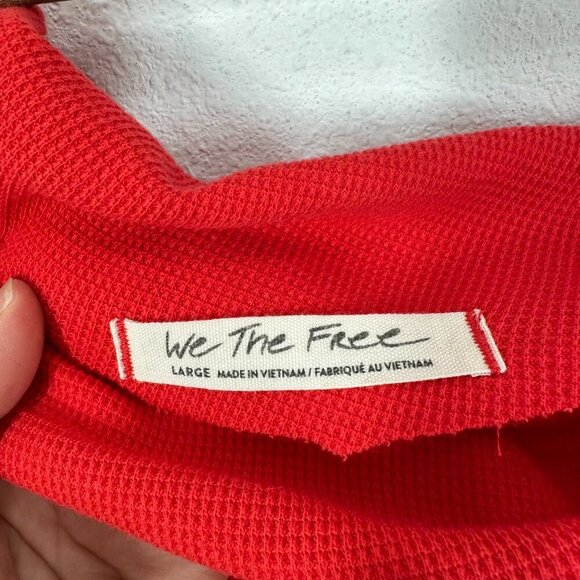 We The Free
LARGE MADE IN VIETNAM / FABRIQUÉ AU VIETNAM